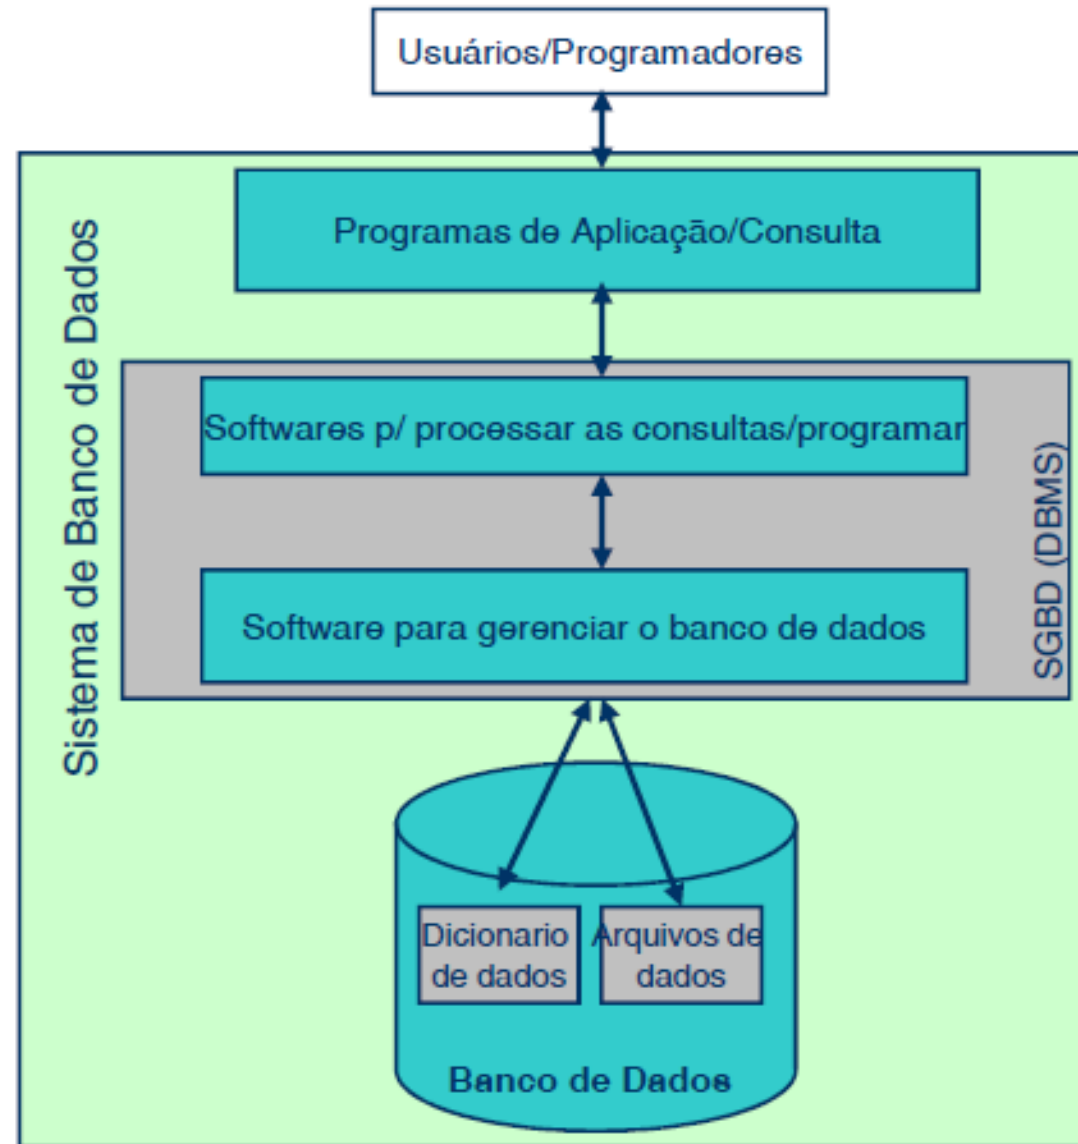 Usuários/Programadores
Sistema de Banco de Dados
Programas de Aplicação/Consulta
Softwares p/ processar as consultas/programar
SGBD (DBMS)
Software para gerenciar o banco de dados
Dicionario
de dados
Arquivos de
dados
Banco de Dados